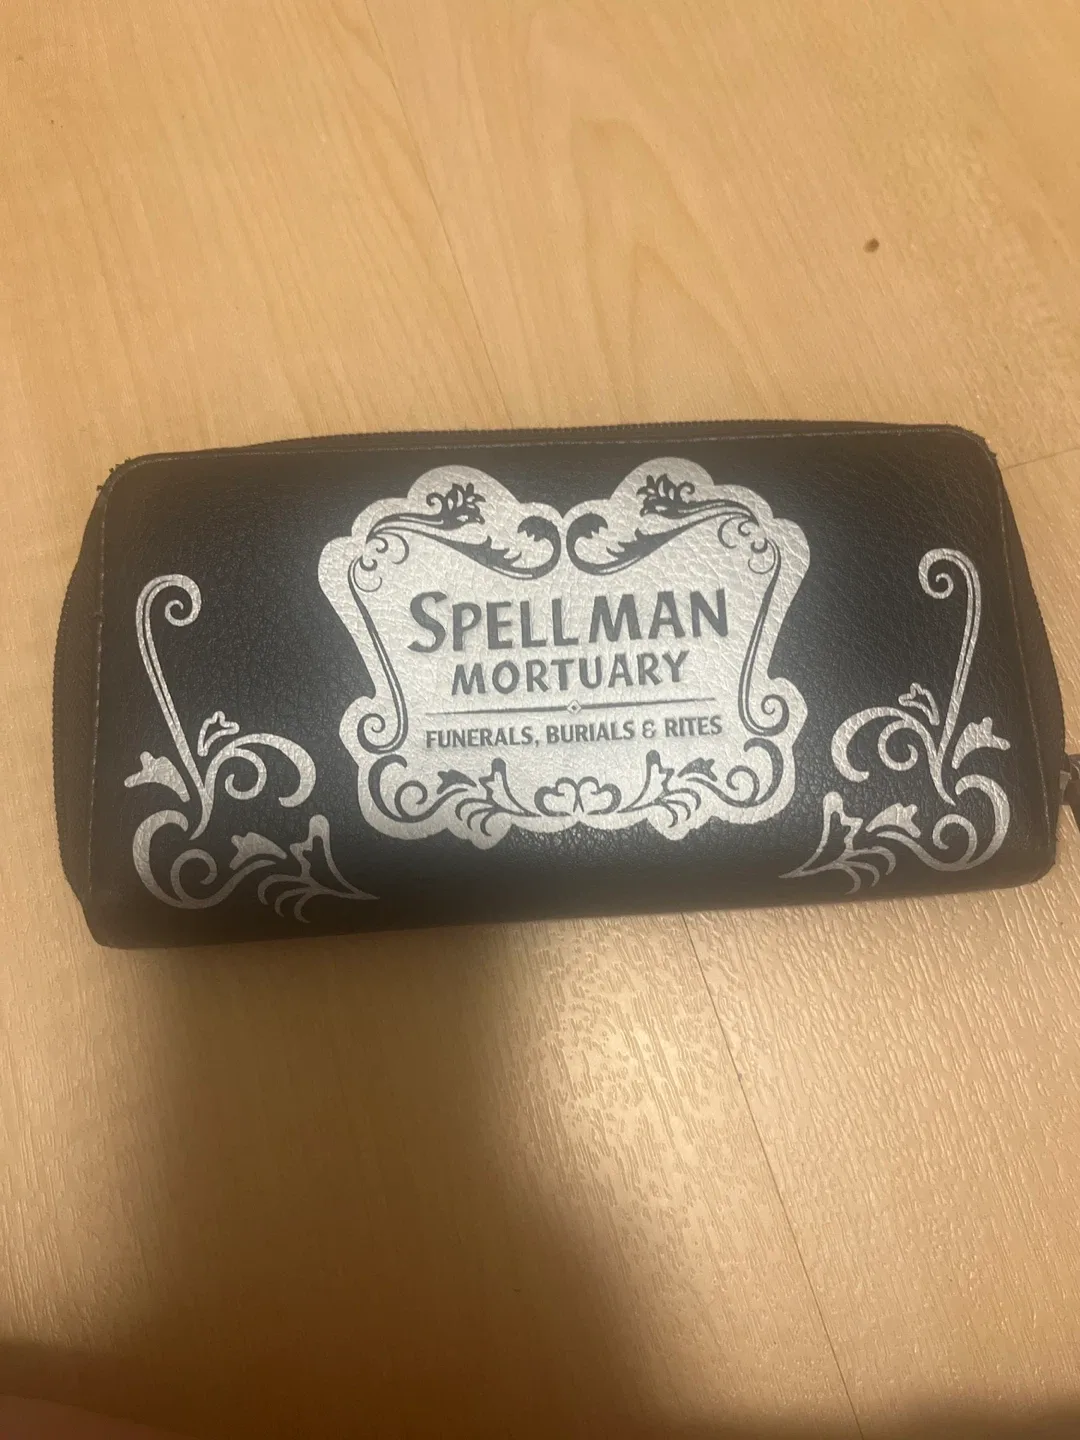 SPELLMAN
MORTUARY
FUNERALS, BURIALS & RITES